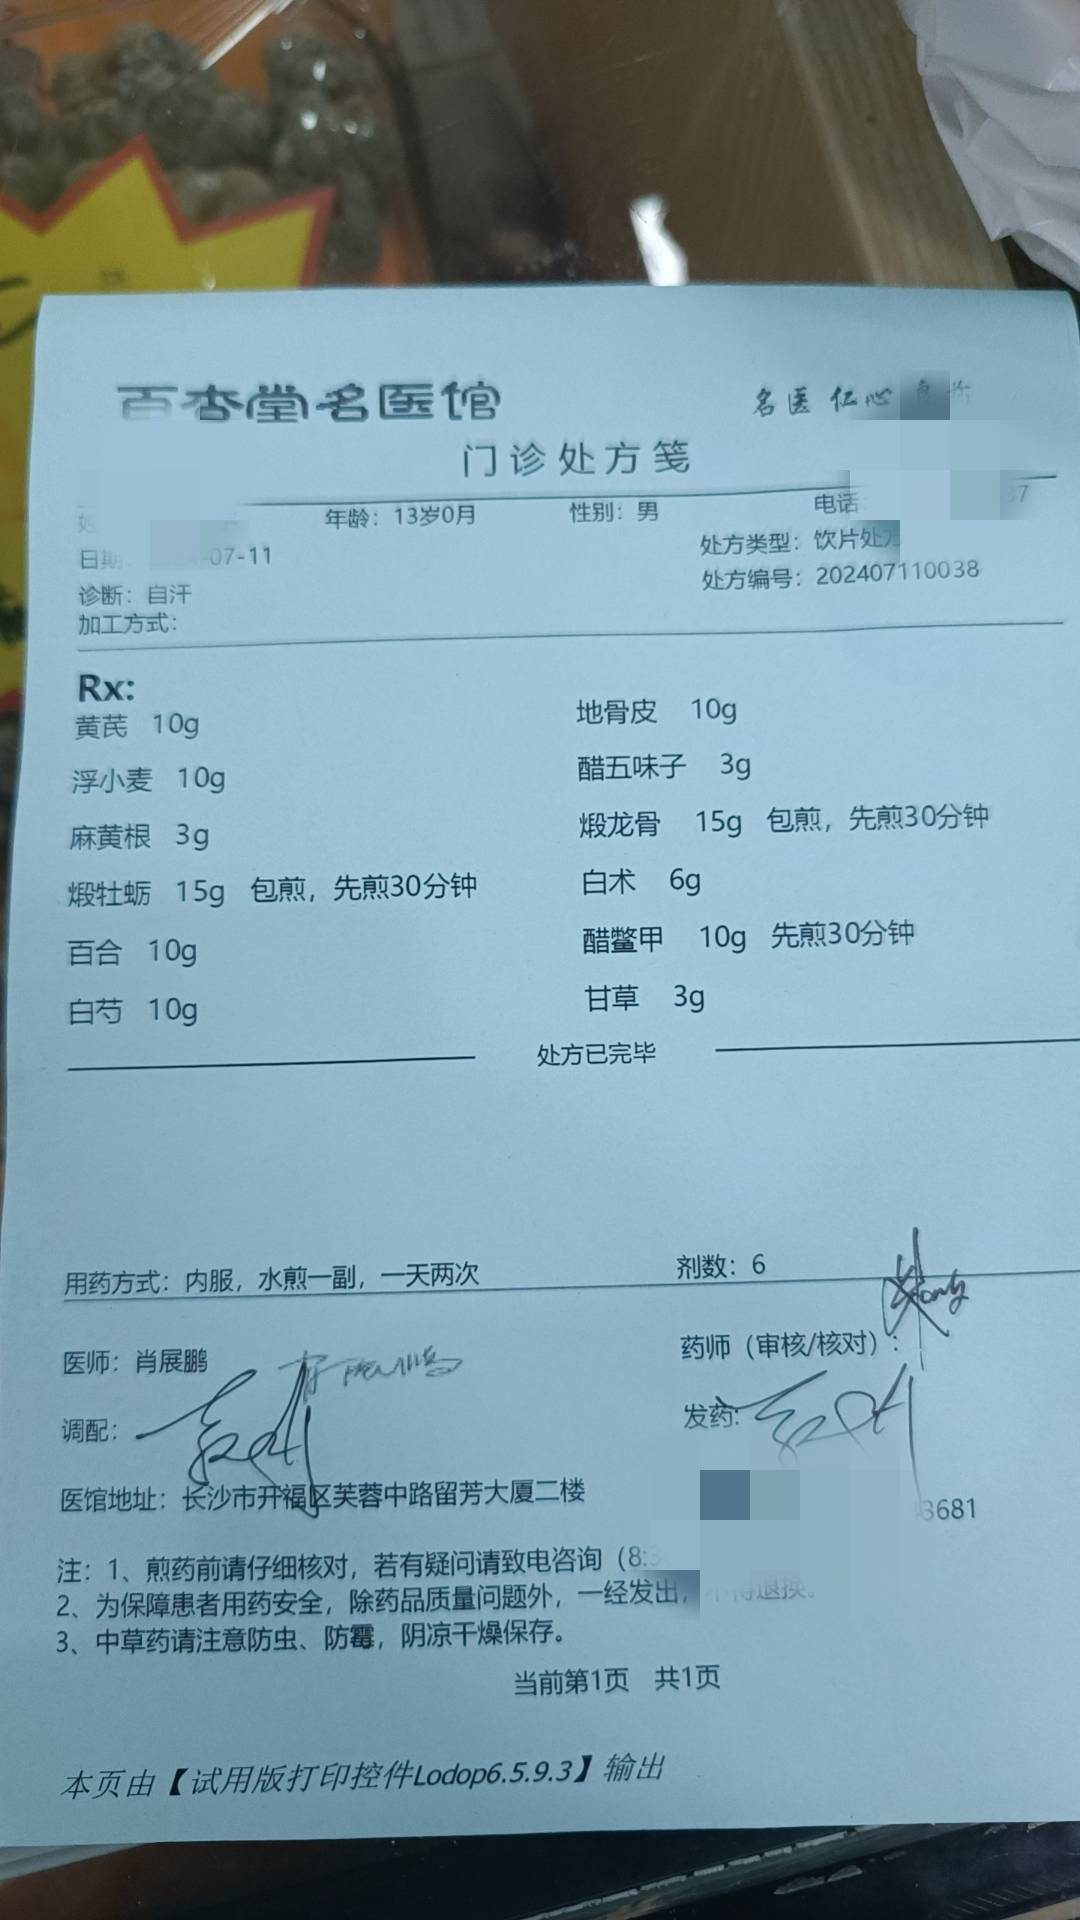 百杏堂名医馆
名医 仁心
门诊处方笺
年龄：13岁0月 性别：男 电话
日期 -07-11 处方类型：饮片处方
诊断：自汗 处方编号：202407110038
加工方式：
Rx:
黄芪 10g 地骨皮 10g
浮小麦 10g 醋五味子 3g
麻黄根 3g 煅龙骨 15g 包煎，先煎30分钟
煅牡蛎 15g 包煎，先煎30分钟 白术 6g
百合 10g 醋鳖甲 10g 先煎30分钟
白芍 10g 甘草 3g
处方已完毕
用药方式：内服，水煎一副，一天两次 剂数：6
医师：肖展鹏 药师（审核/核对）：
调配： 发药:
医馆地址：长沙市开福区芙蓉中路留芳大厦二楼 3681
注：1、煎药前请仔细核对，若有疑问请致电咨询（8:
2、为保障患者用药安全，除药品质量问题外，一经发出，不得退换。
3、中草药请注意防虫、防霉，阴凉干燥保存。
当前第1页 共1页
本页由【试用版打印控件Lodop6.5.9.3】输出